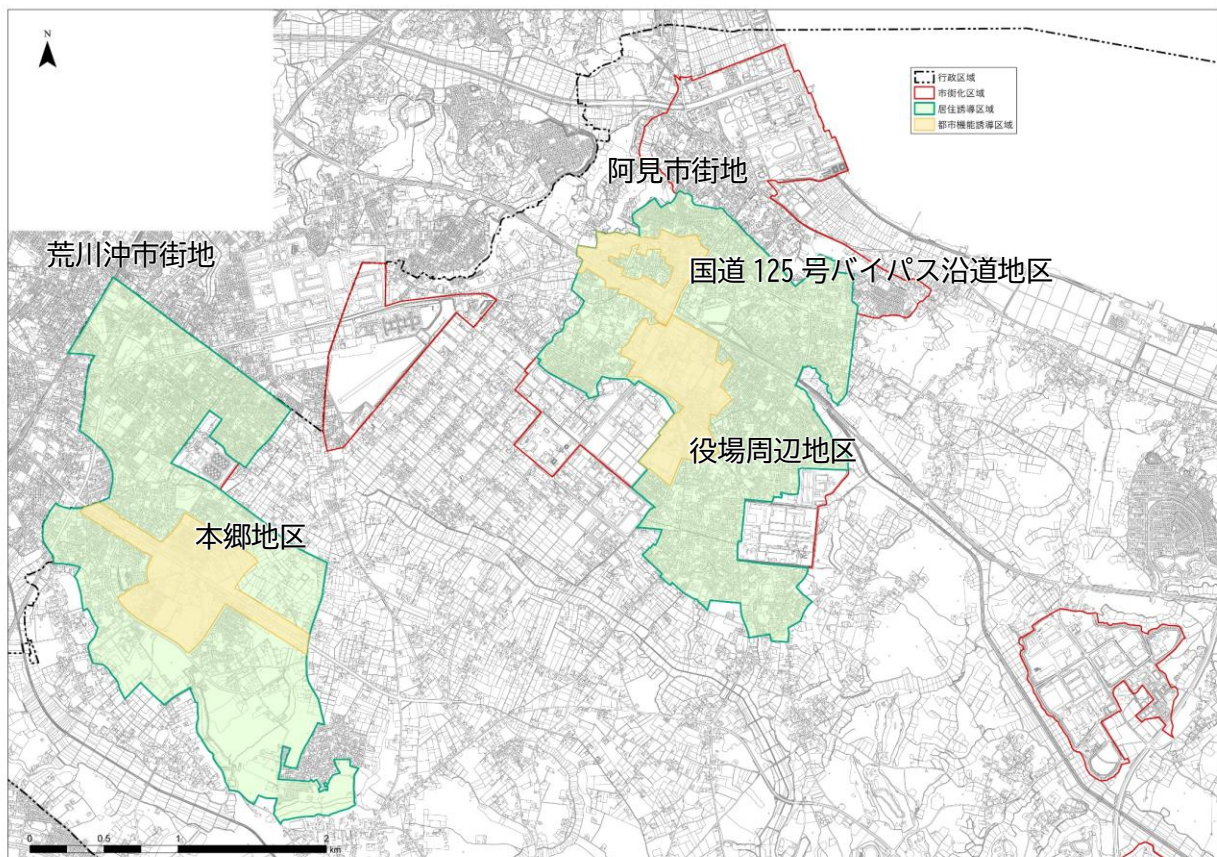 N
行政区域
市街化区域
居住誘導区域
都市機能誘導区域
阿見市街地
荒川沖市街地
国道 125 号バイパス沿道地区
役場周辺地区
本郷地区
0 0.5 1 2
km